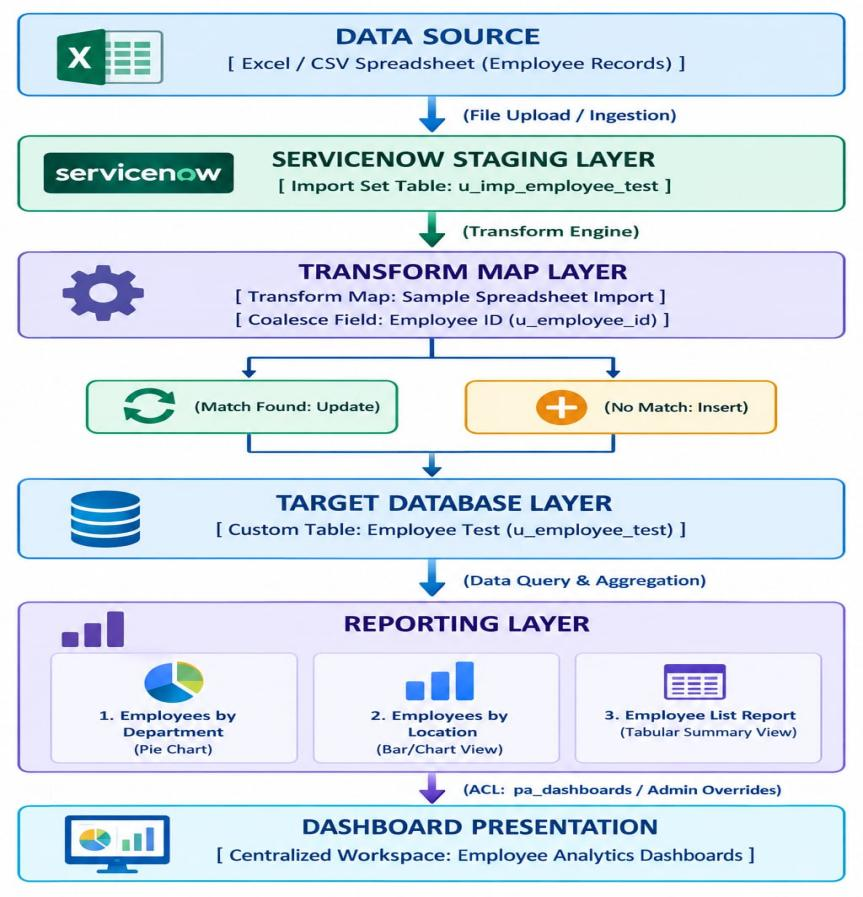 DATA SOURCE
X
[ Excel / CSV Spreadsheet (Employee Records) ]
(File Upload / Ingestion)
servicenow
SERVICENOW STAGING LAYER
[ Import Set Table: u_imp_employee_test ]
(Transform Engine)
TRANSFORM MAP LAYER
[ Transform Map: Sample Spreadsheet Import ]
[ Coalesce Field: Employee ID (u_employee_id) ]
(Match Found: Update)
(No Match: Insert)
TARGET DATABASE LAYER
[ Custom Table: Employee Test (u_employee_test) ]
(Data Query & Aggregation)
REPORTING LAYER
1. Employees by
Department
(Pie Chart)
2. Employees by
Location
(Bar/Chart View)
3. Employee List Report
(Tabular Summary View)
(ACL: pa_dashboards / Admin Overrides)
DASHBOARD PRESENTATION
[ Centralized Workspace: Employee Analytics Dashboards ]